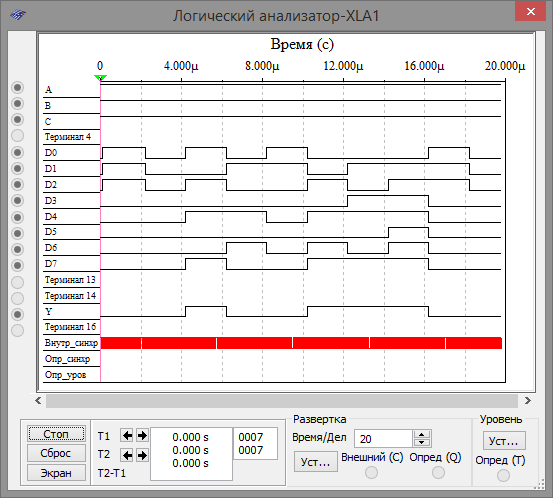 Логический анализатор-XLA1
Время (с)
0 4.000µ 8.000µ 12.000µ 16.000µ 20.000µ
A
B
C
Терминал 4
D0
D1
D2
D3
D4
D5
D6
D7
Терминал 13
Терминал 14
Y
Терминал 16
Внутр_синхр
Опр_синхр
Опр_уров
Стоп
Сброс
Экран
T1 0.000 s 0007
T2 0.000 s 0007
T2-T1 0.000 s
Развертка
Время/Дел 20
Уст... Внешний (C) Опред (Q)
Уровень
Уст...
Опред (T)